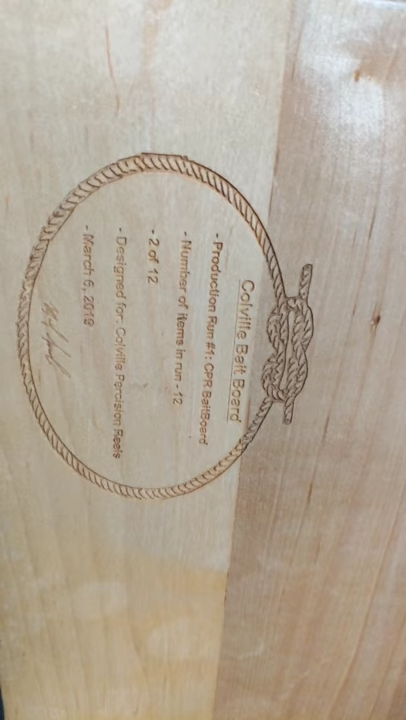 Colville Bait Board
- Production Run #1: CPR BaitBoard
- Number of items in run - 12
- 2 of 12
- Designed for: Colville Percision Reels
- March 6, 2019